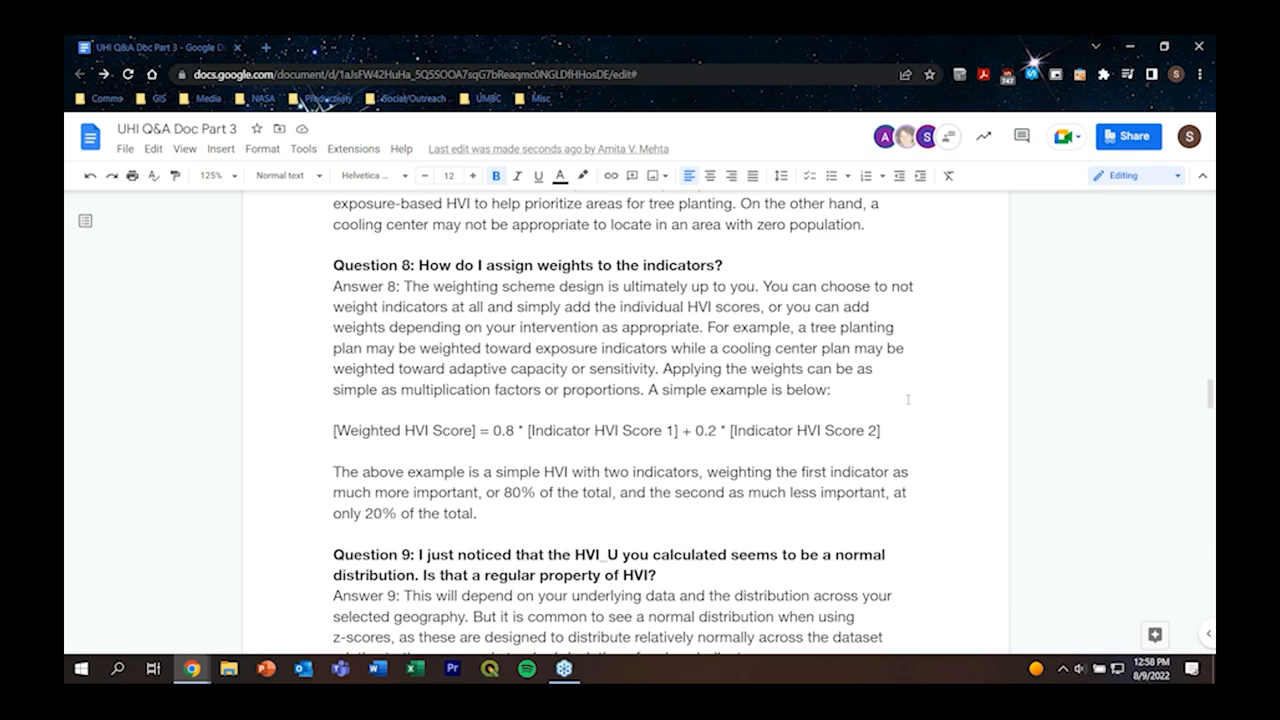 UHI Q&A Doc Part 3 - Google D
docs.google.com/document/d/1aJsFW42HuHa_5Q5SOOA7sqG7bReaqmc0NGLDfHHosDE/edit#
747
S
Comms GIS Media NASA Productivity Social/Outreach UMBC Misc
UHI Q&A Doc Part 3
A S Share S
File Edit View Insert Format Tools Extensions Help Last edit was made seconds ago by Amita V. Mehta
125% Normal text Helvetica ... 12 B I U A Editing
exposure-based HVI to help prioritize areas for tree planting. On the other hand, a
cooling center may not be appropriate to locate in an area with zero population.
Question 8: How do I assign weights to the indicators?
Answer 8: The weighting scheme design is ultimately up to you. You can choose to not
weight indicators at all and simply add the individual HVI scores, or you can add
weights depending on your intervention as appropriate. For example, a tree planting
plan may be weighted toward exposure indicators while a cooling center plan may be
weighted toward adaptive capacity or sensitivity. Applying the weights can be as
simple as multiplication factors or proportions. A simple example is below:
[Weighted HVI Score] = 0.8 * [Indicator HVI Score 1] + 0.2 * [Indicator HVI Score 2]
The above example is a simple HVI with two indicators, weighting the first indicator as
much more important, or 80% of the total, and the second as much less important, at
only 20% of the total.
Question 9: I just noticed that the HVI_U you calculated seems to be a normal
distribution. Is that a regular property of HVI?
Answer 9: This will depend on your underlying data and the distribution across your
selected geography. But it is common to see a normal distribution when using
z-scores, as these are designed to distribute relatively normally across the dataset
12:58 PM
8/9/2022